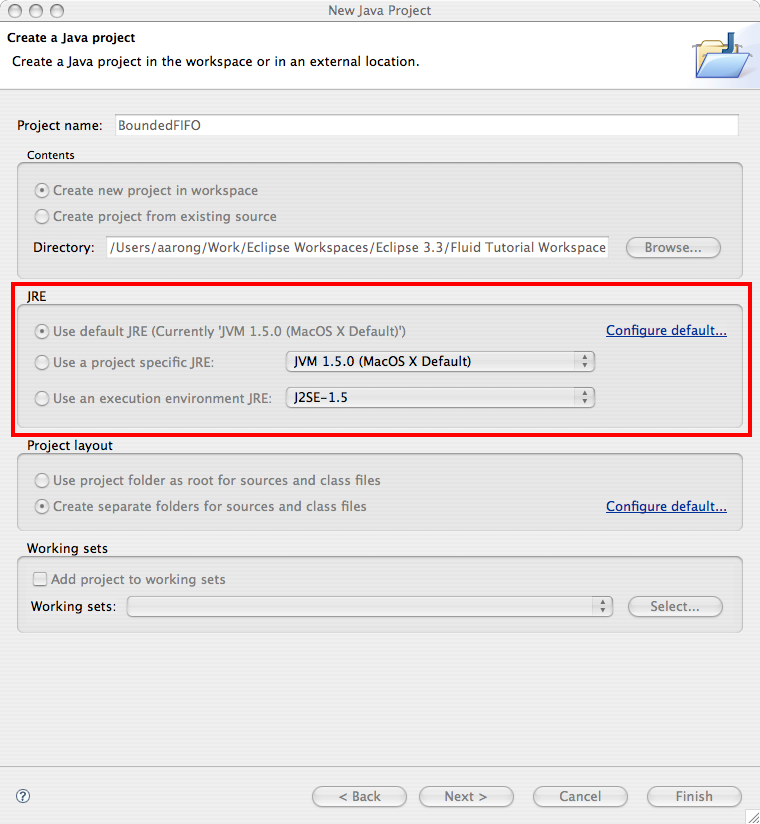 New Java Project
Create a Java project
Create a Java project in the workspace or in an external location.
Project name: BoundedFIFO
Contents
Create new project in workspace
Create project from existing source
Directory: /Users/aarong/Work/Eclipse Workspaces/Eclipse 3.3/Fluid Tutorial Workspace Browse...
JRE
Use default JRE (Currently 'JVM 1.5.0 (MacOS X Default)') Configure default...
Use a project specific JRE: JVM 1.5.0 (MacOS X Default)
Use an execution environment JRE: J2SE-1.5
Project layout
Use project folder as root for sources and class files
Create separate folders for sources and class files Configure default...
Working sets
Add project to working sets
Working sets: Select...
? < Back Next > Cancel Finish